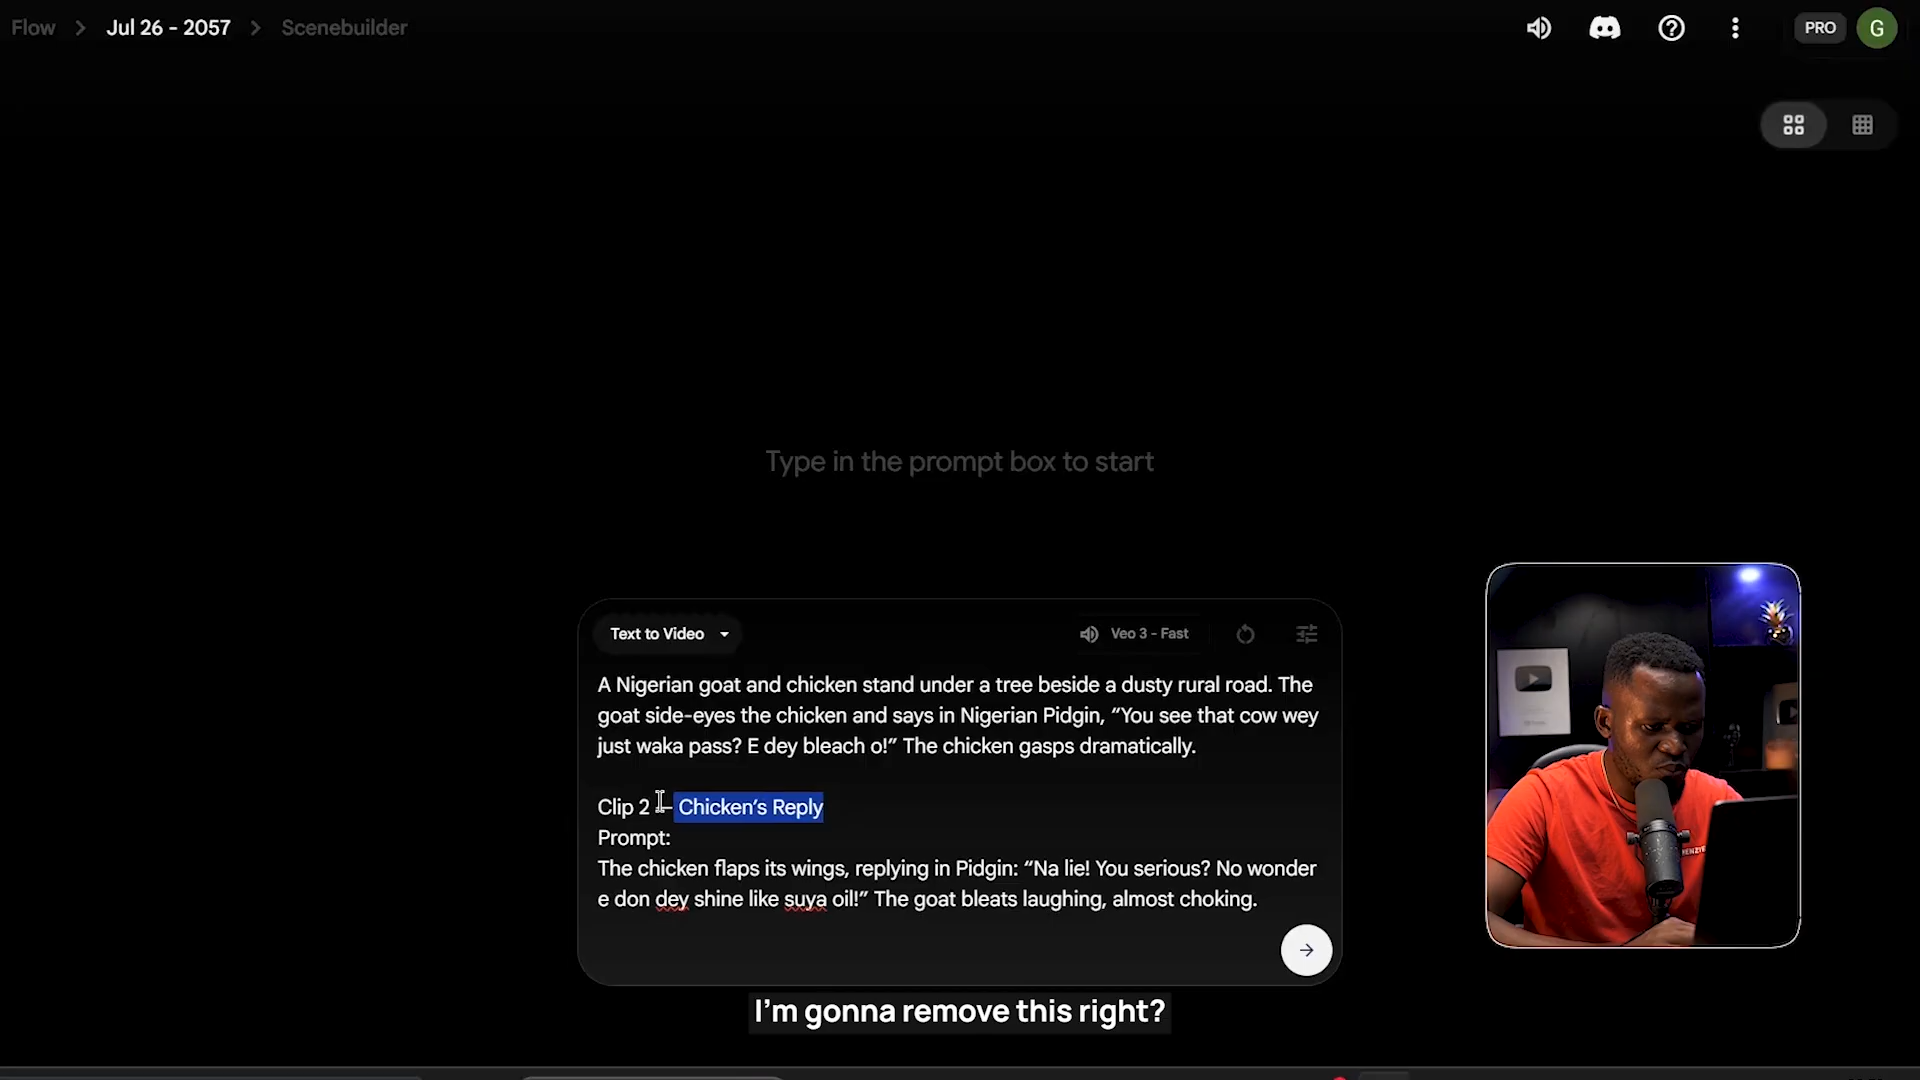 Flow > Jul 26 - 2057 > Scenebuilder
PRO G
Type in the prompt box to start
Text to Video
Veo 3 - Fast
A Nigerian goat and chicken stand under a tree beside a dusty rural road. The
goat side-eyes the chicken and says in Nigerian Pidgin, “You see that cow wey
just waka pass? E dey bleach o!” The chicken gasps dramatically.
Clip 2 – Chicken’s Reply
Prompt:
The chicken flaps its wings, replying in Pidgin: “Na lie! You serious? No wonder
e don dey shine like suya oil!” The goat bleats laughing, almost choking.
I’m gonna remove this right?